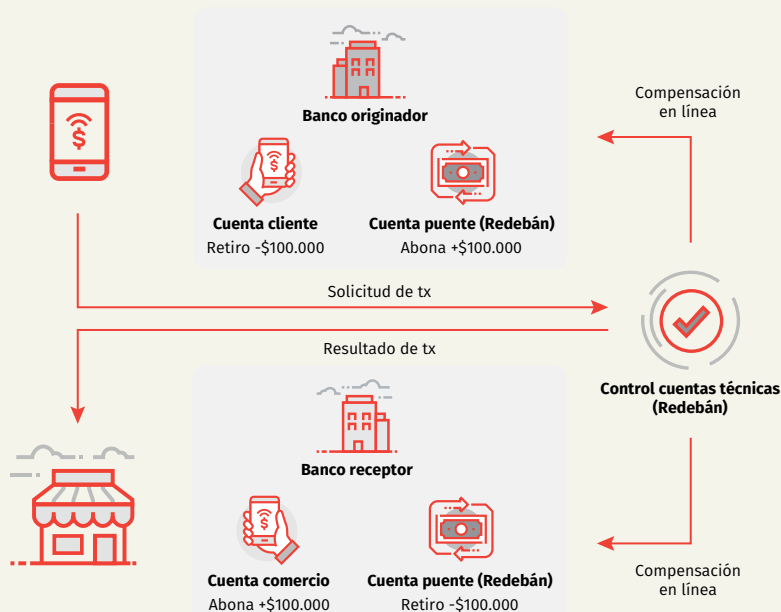 Banco originador
Compensación
en línea
Cuenta cliente
Retiro -$100.000
Cuenta puente (Redebán)
Abona +$100.000
Solicitud de tx
Resultado de tx
Control cuentas técnicas
(Redebán)
Banco receptor
Cuenta comercio
Abona +$100.000
Cuenta puente (Redebán)
Retiro -$100.000
Compensación
en línea